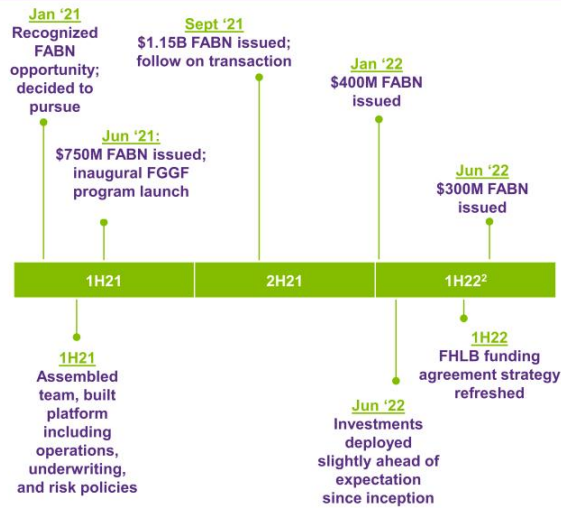 Jan ‘21
Recognized
FABN
opportunity;
decided to
pursue
Jun ‘21:
$750M FABN issued;
inaugural FGGF
program launch
Sept ‘21
$1.15B FABN issued;
follow on transaction
Jan ‘22
$400M FABN
issued
Jun ‘22
$300M FABN
issued
1H21
2H21
1H22²
1H21
Assembled
team, built
platform
including
operations,
underwriting,
and risk policies
Jun ‘22
Investments
deployed
slightly ahead of
expectation
since inception
1H22
FHLB funding
agreement strategy
refreshed